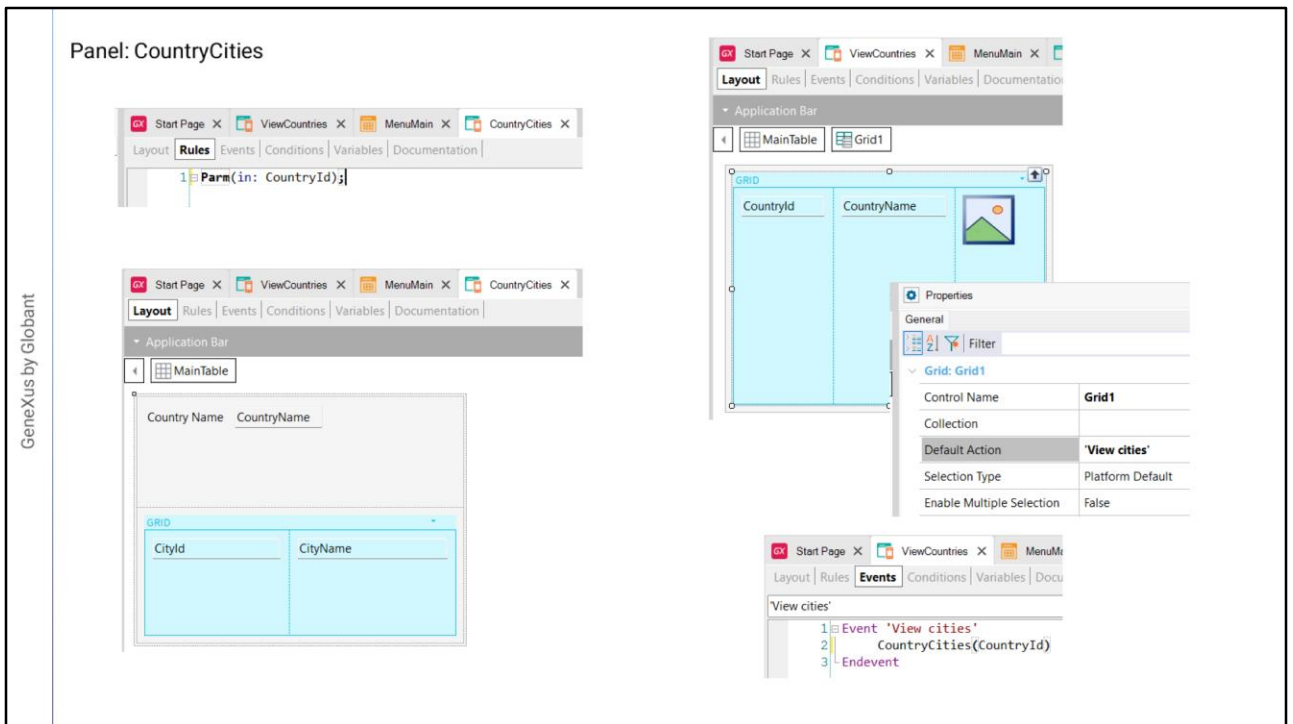 Panel: CountryCities
GX Start Page X ViewCountries X MenuMain X CountryCities X
Layout Rules Events Conditions Variables Documentation
1 Parm(in: CountryId);
GX Start Page X ViewCountries X MenuMain X CountryCities X
Layout Rules Events Conditions Variables Documentation
Application Bar
MainTable
Country Name CountryName
GRID
CityId CityName
GX Start Page X ViewCountries X MenuMain X
Layout Rules Events Conditions Variables Documentatio
Application Bar
MainTable Grid1
GRID
CountryId CountryName
Properties
General
Filter
Grid: Grid1
Control Name Grid1
Collection
Default Action 'View cities'
Selection Type Platform Default
Enable Multiple Selection False
GX Start Page X ViewCountries X MenuMa
Layout Rules Events Conditions Variables Docu
'View cities'
1 Event 'View cities'
2 CountryCities(CountryId)
3 Endevent
GeneXus by Globant